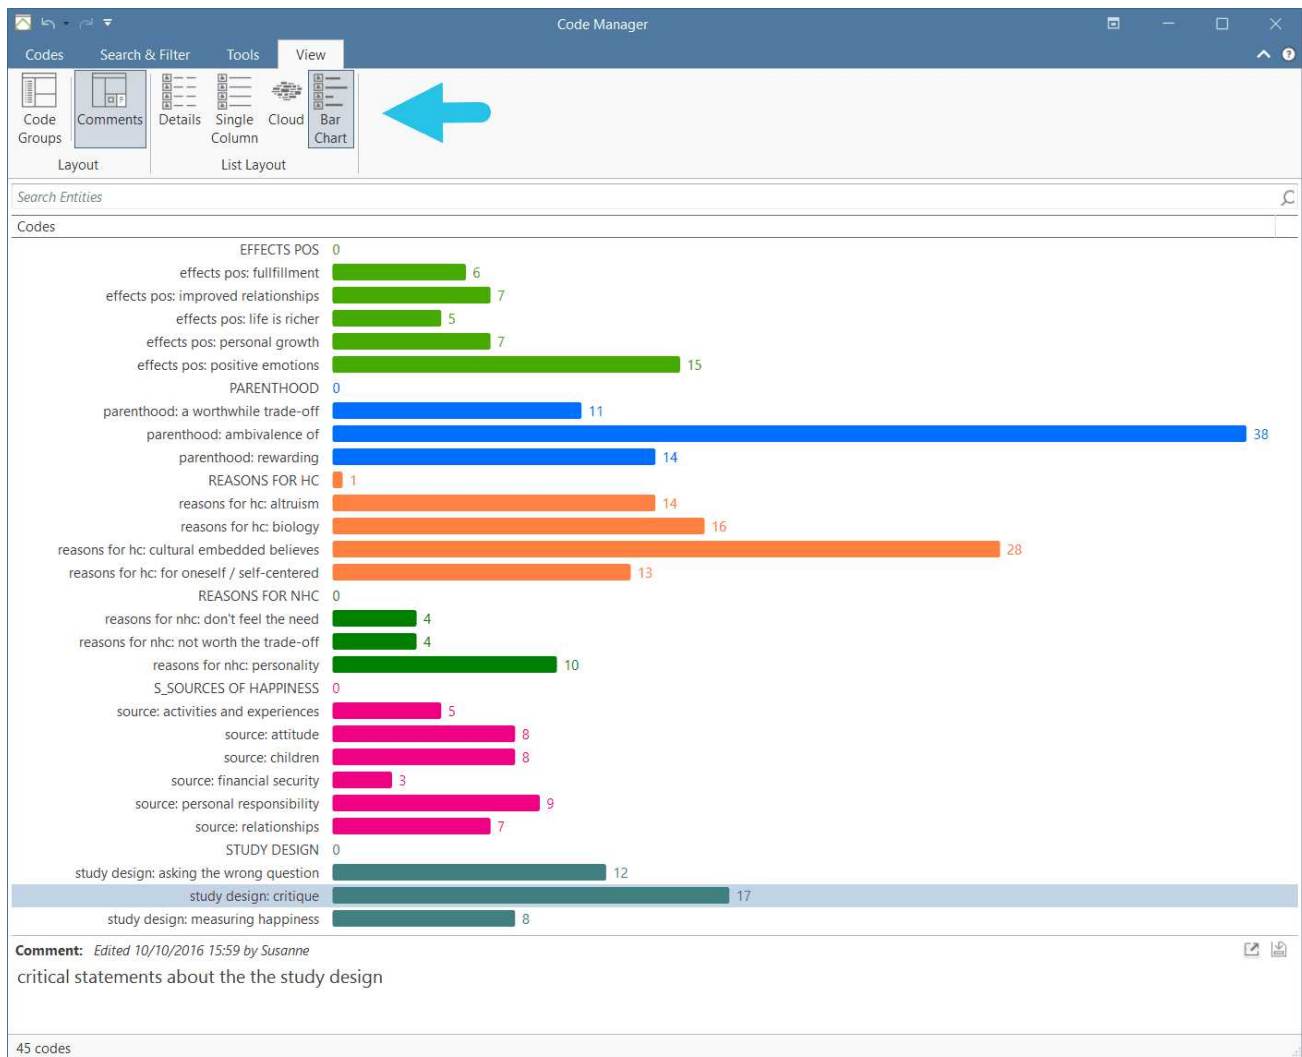 Code Manager
Codes Search & Filter Tools View
Code Groups
Comments
Details
Single Column
Cloud
Bar Chart
Layout
List Layout
Search Entities
Codes
EFFECTS POS 0
effects pos: fullfillment 6
effects pos: improved relationships 7
effects pos: life is richer 5
effects pos: personal growth 7
effects pos: positive emotions 15
PARENTHOOD 0
parenthood: a worthwhile trade-off 11
parenthood: ambivalence of 38
parenthood: rewarding 14
REASONS FOR HC 1
reasons for hc: altruism 14
reasons for hc: biology 16
reasons for hc: cultural embedded believes 28
reasons for hc: for oneself / self-centered 13
REASONS FOR NHC 0
reasons for nhc: don't feel the need 4
reasons for nhc: not worth the trade-off 4
reasons for nhc: personality 10
S_SOURCES OF HAPPINESS 0
source: activities and experiences 5
source: attitude 8
source: children 8
source: financial security 3
source: personal responsibility 9
source: relationships 7
STUDY DESIGN 0
study design: asking the wrong question 12
study design: critique 17
study design: measuring happiness 8
Comment: Edited 10/10/2016 15:59 by Susanne
critical statements about the the study design
45 codes